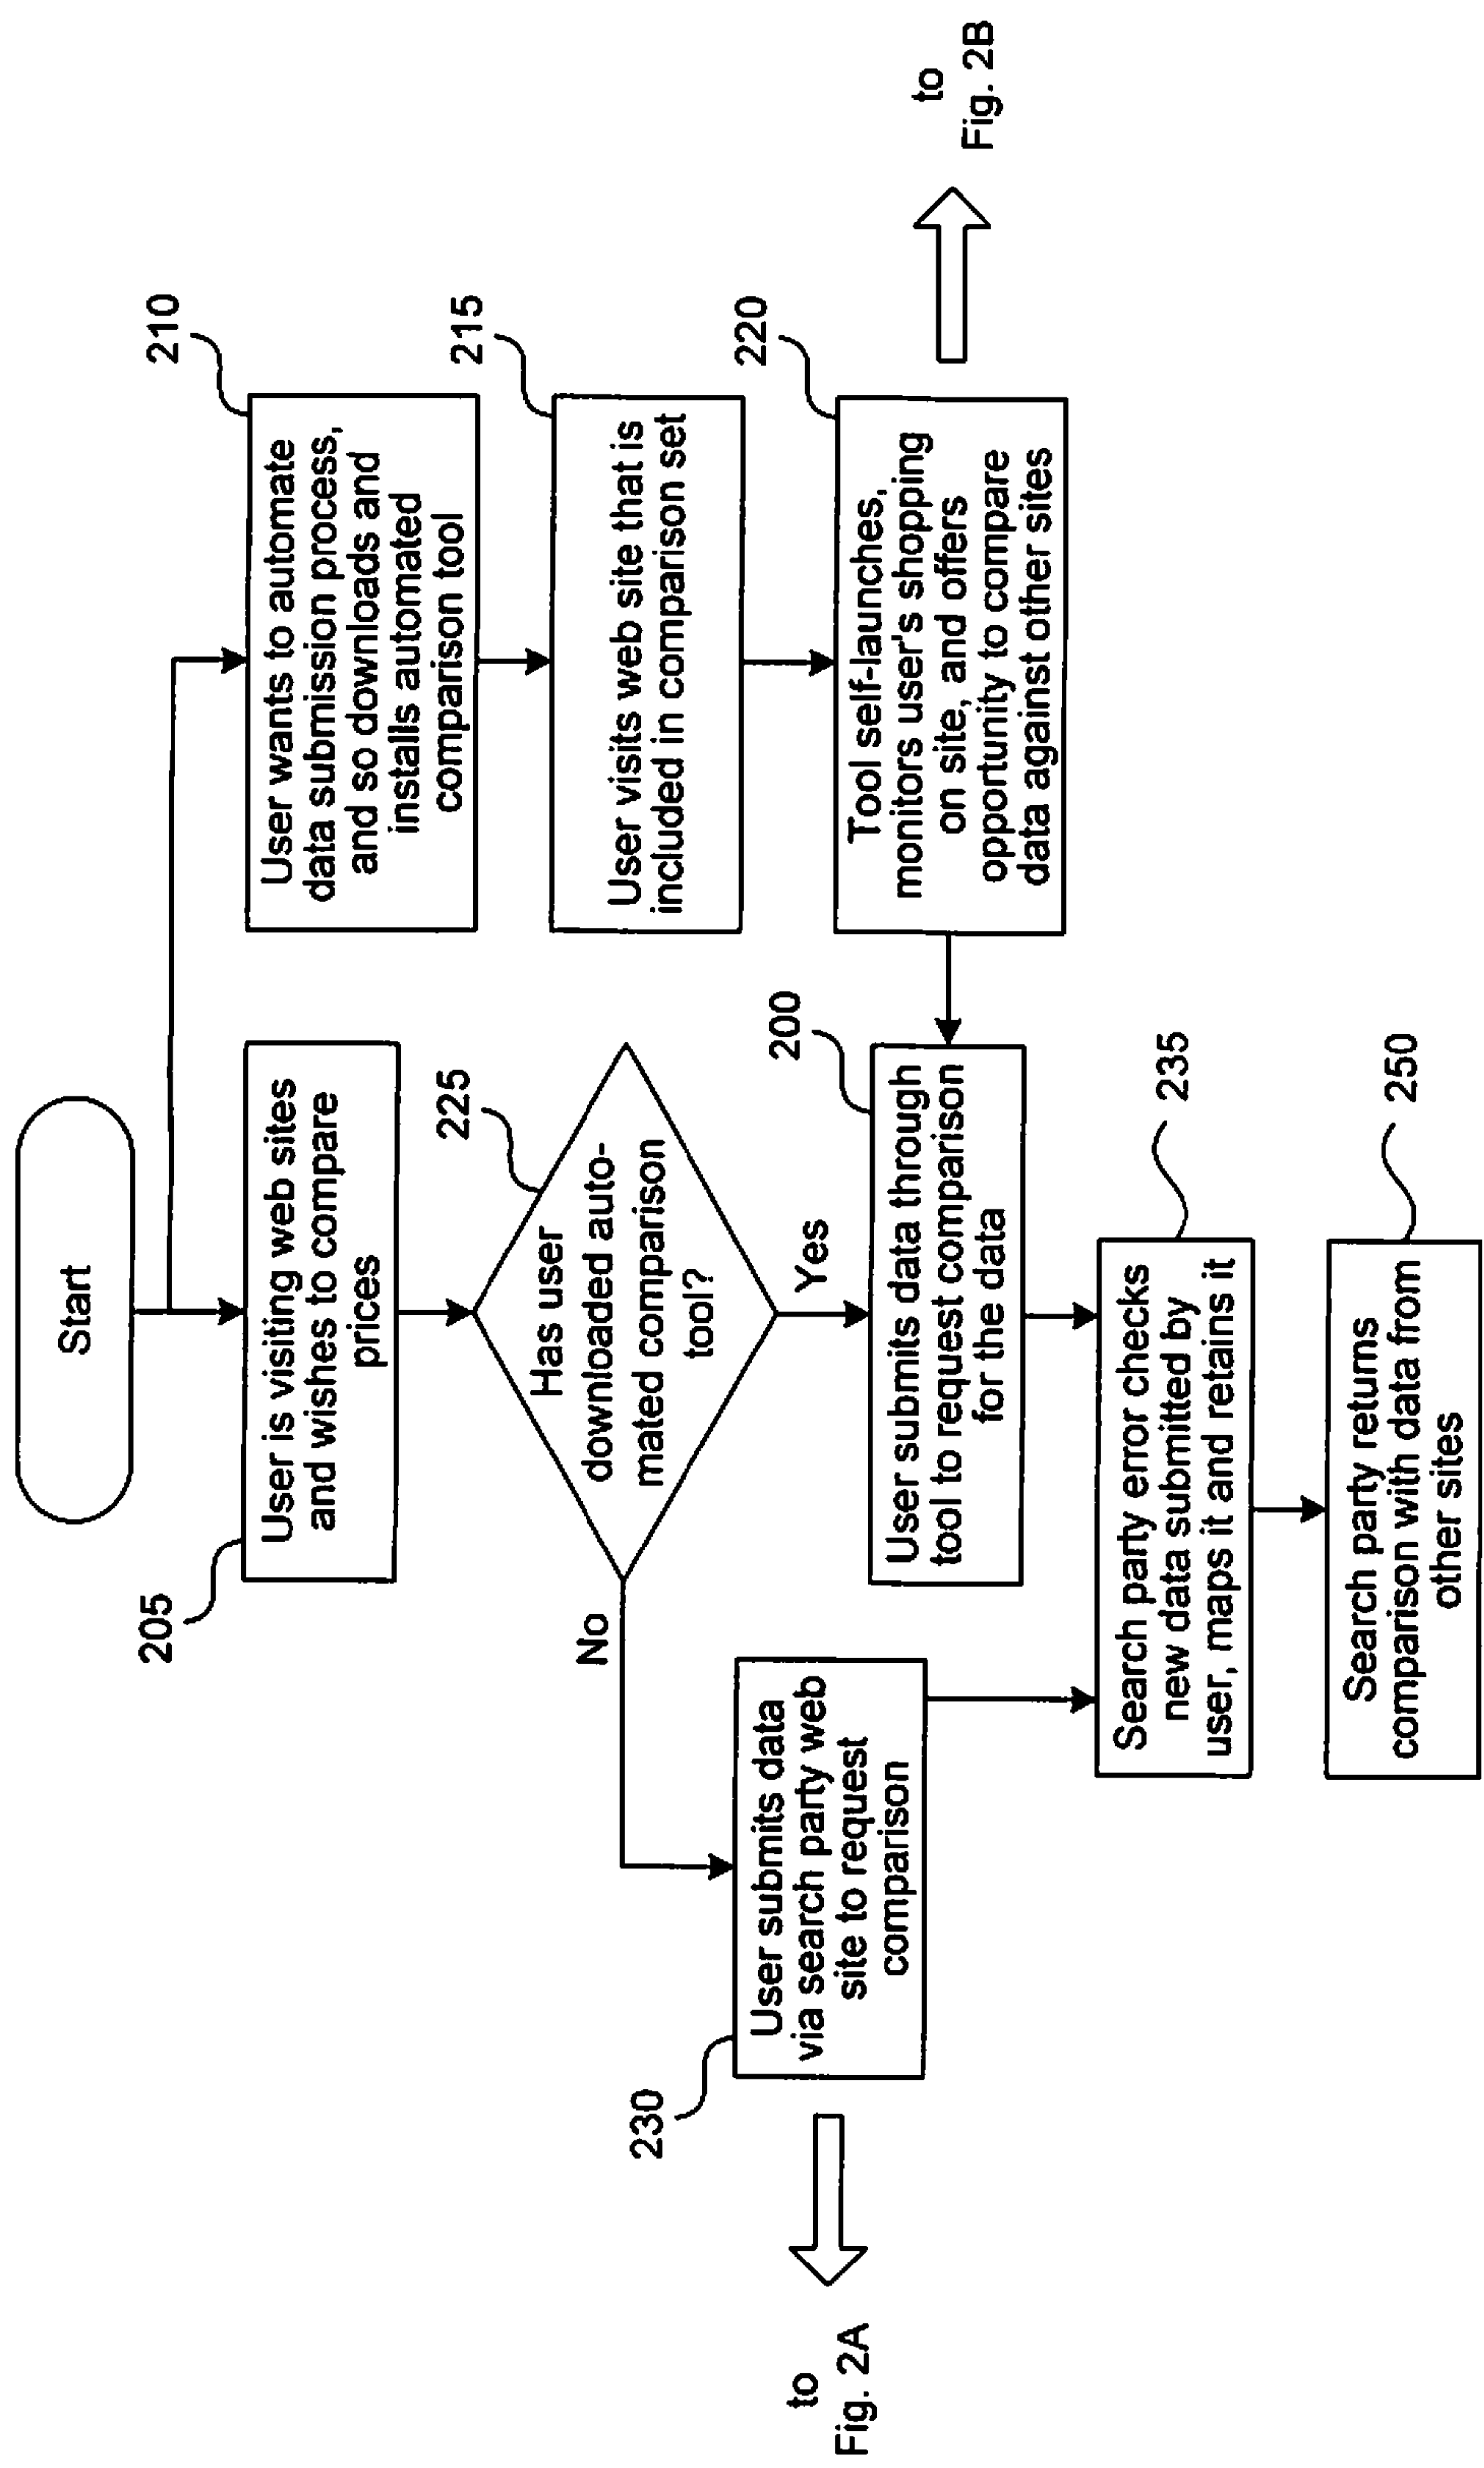 Start
205
User is visiting web sites
and wishes to compare
prices
210
User wants to automate
data submission process,
and so downloads and
installs automated
comparison tool
215
User visits web site that is
included in comparison set
220
Tool self-launches,
monitors user's shopping
on site, and offers
opportunity to compare
data against other sites
to
Fig. 2B
225
Has user
downloaded auto-
mated comparison
tool?
No
Yes
200
User submits data through
tool to request comparison
for the data
230
User submits data
via search party web
site to request
comparison
to
Fig. 2A
235
Search party error checks
new data submitted by
user, maps it and retains it
250
Search party returns
comparison with data from
other sites